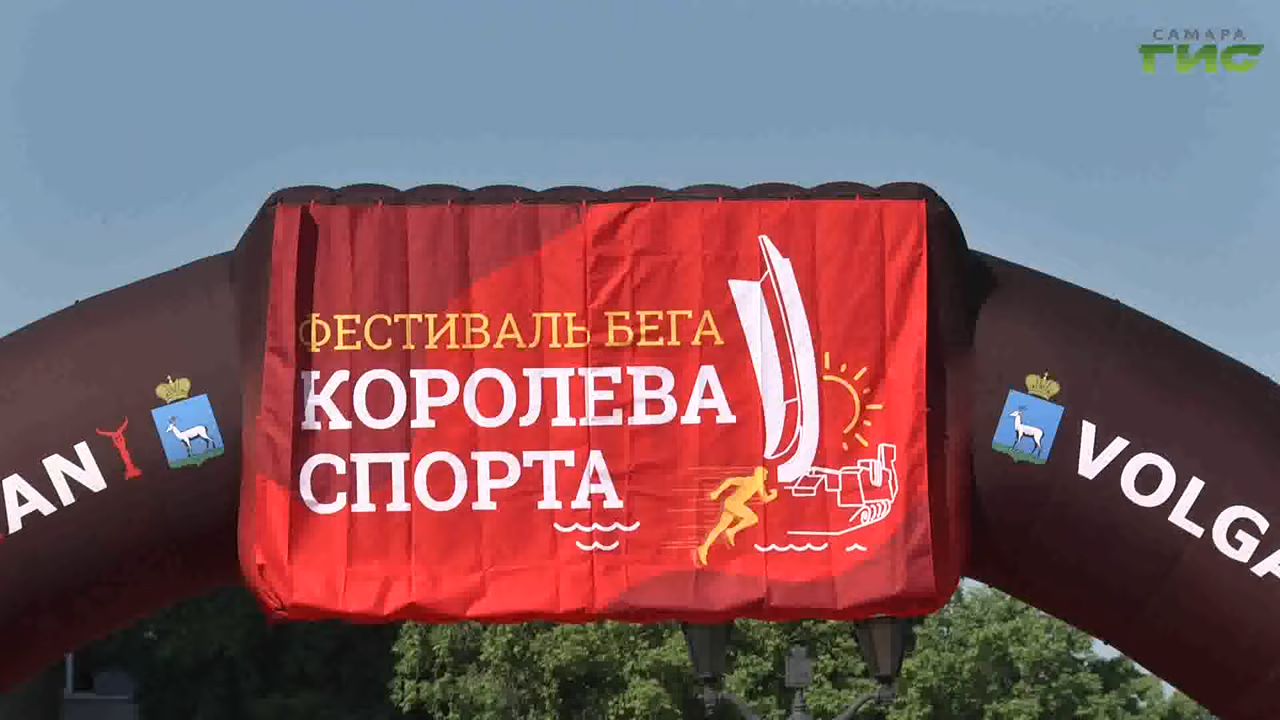 САМАРА
ГИС
ФЕСТИВАЛЬ БЕГА
КОРОЛЕВА
СПОРТА
AN
VOLGA